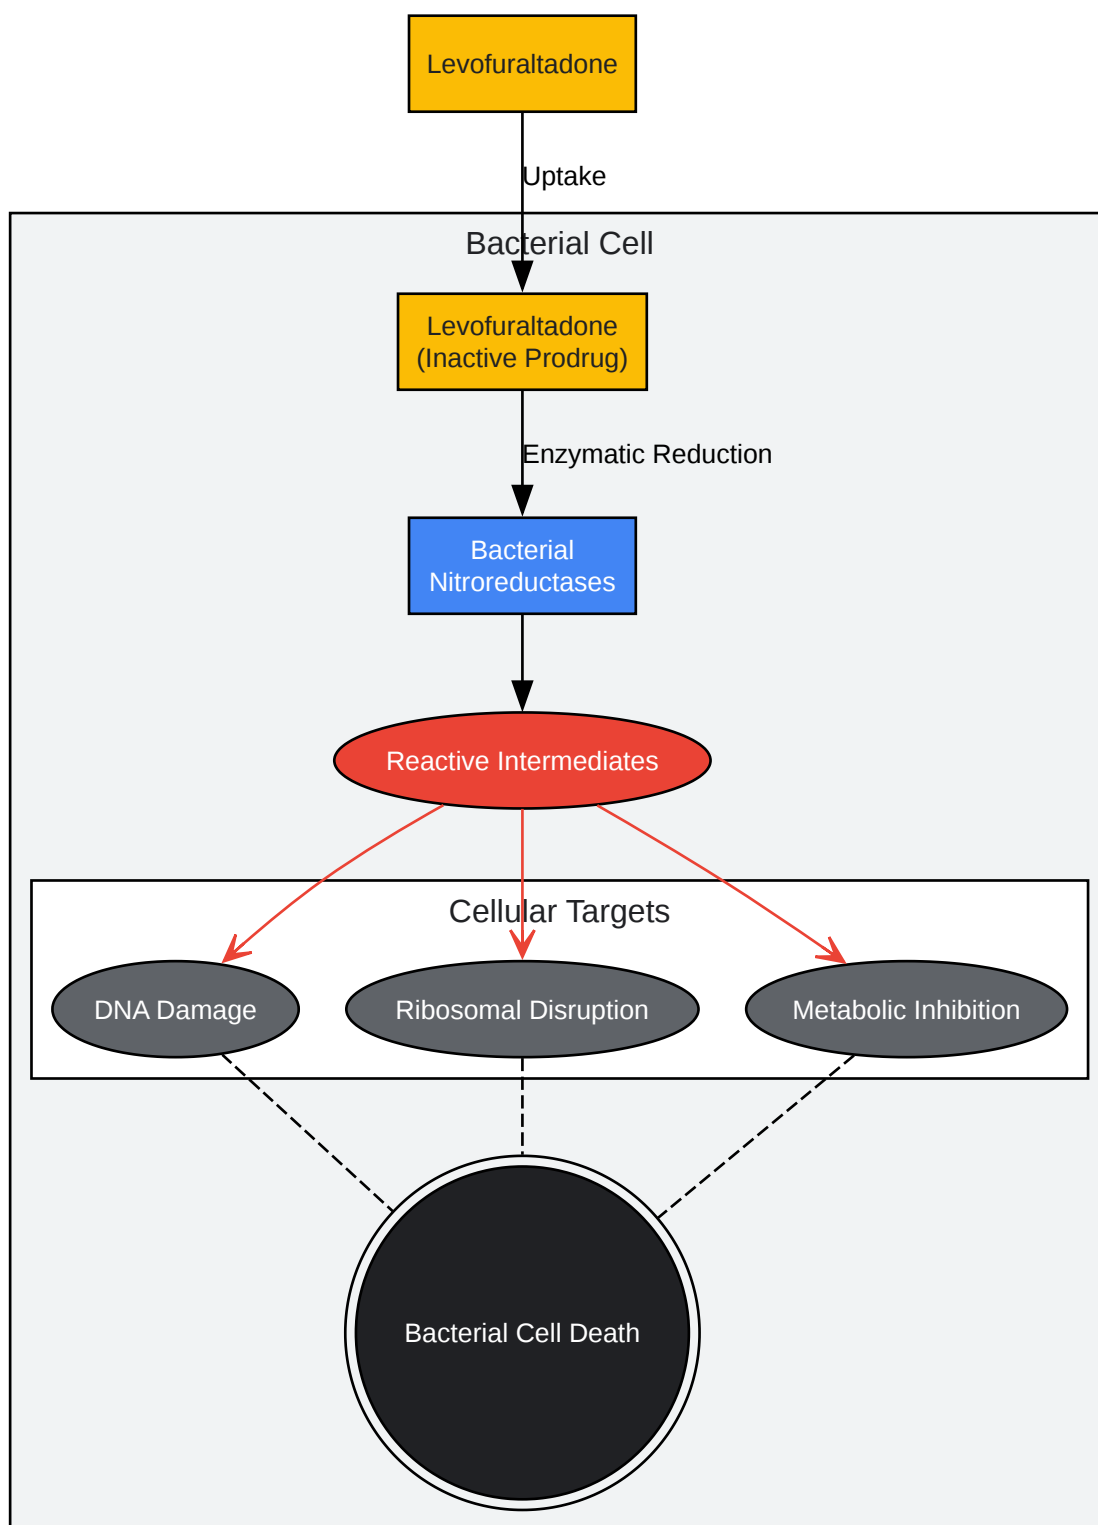 Levofuraltadone
Uptake
Bacterial Cell
Levofuraltadone
(Inactive Prodrug)
Enzymatic Reduction
Bacterial
Nitroreductases
Reactive Intermediates
Cellular Targets
DNA Damage
Ribosomal Disruption
Metabolic Inhibition
Bacterial Cell Death